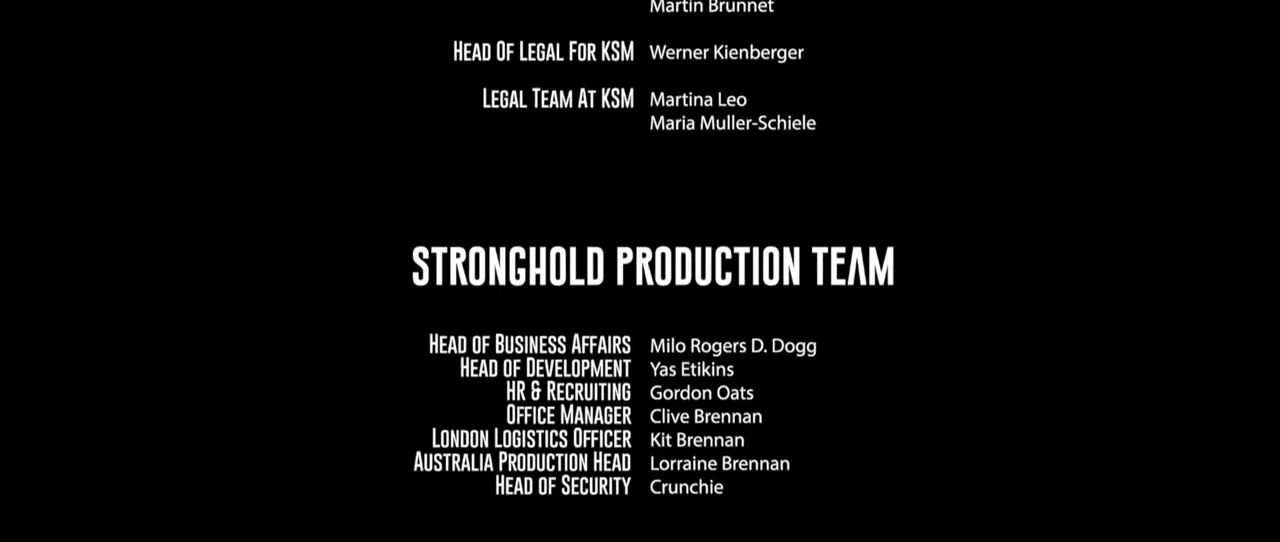 Martin Brunnet
Head Of Legal For KSM Werner Kienberger
Legal Team At KSM Martina Leo
Maria Muller-Schiele
STRONGHOLD PRODUCTION TEAM
Head of Business Affairs Milo Rogers D. Dogg
Head of Development Yas Etikins
HR & Recruiting Gordon Oats
Office Manager Clive Brennan
London Logistics Officer Kit Brennan
Australia Production Head Lorraine Brennan
Head of Security Crunchie